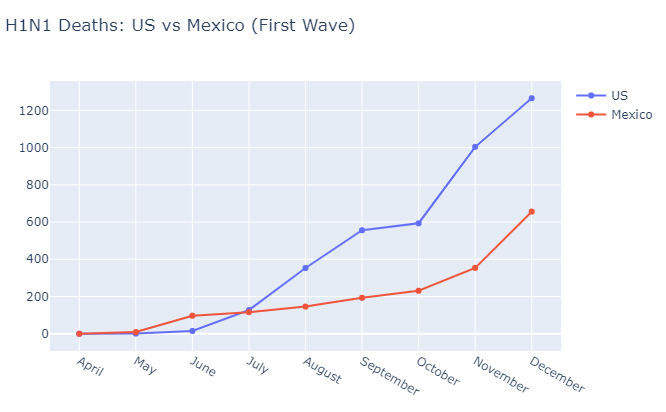 H1N1 Deaths: US vs Mexico (First Wave)
US
Mexico
1200
1000
800
600
400
200
0
April
May
June
July
August
September
October
November
December